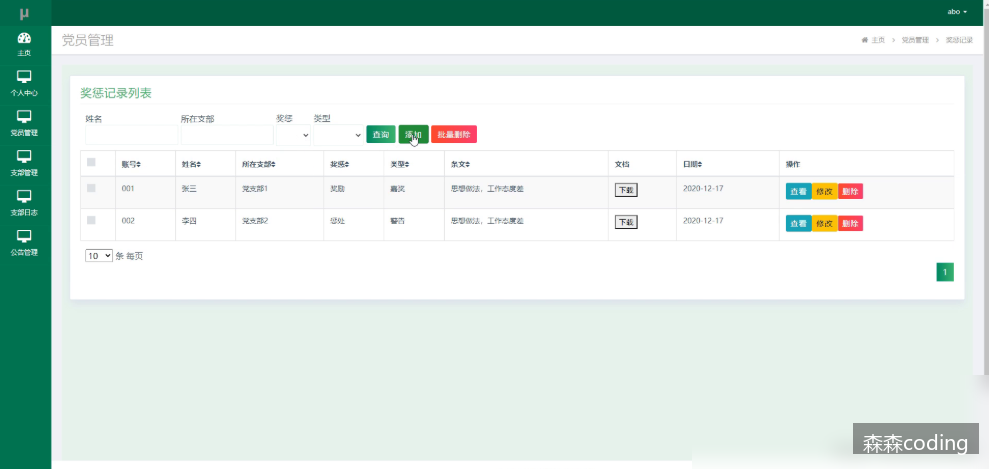 μ
abo
主页
个人中心
党员管理
支部管理
支部日志
公告管理
党员管理
主页 > 党员管理 > 奖惩记录
奖惩记录列表
姓名 所在支部 奖惩 类型
查询 添加 批量删除
账号 姓名 所在支部 奖惩 类型 条文 文档 日期 操作
001 张三 党支部1 奖励 嘉奖 思想做法，工作态度差 下载 2020-12-17 查看 修改 删除
002 李四 党支部2 惩处 警告 思想做法，工作态度差 下载 2020-12-17 查看 修改 删除
10 条 每页
1
森森coding